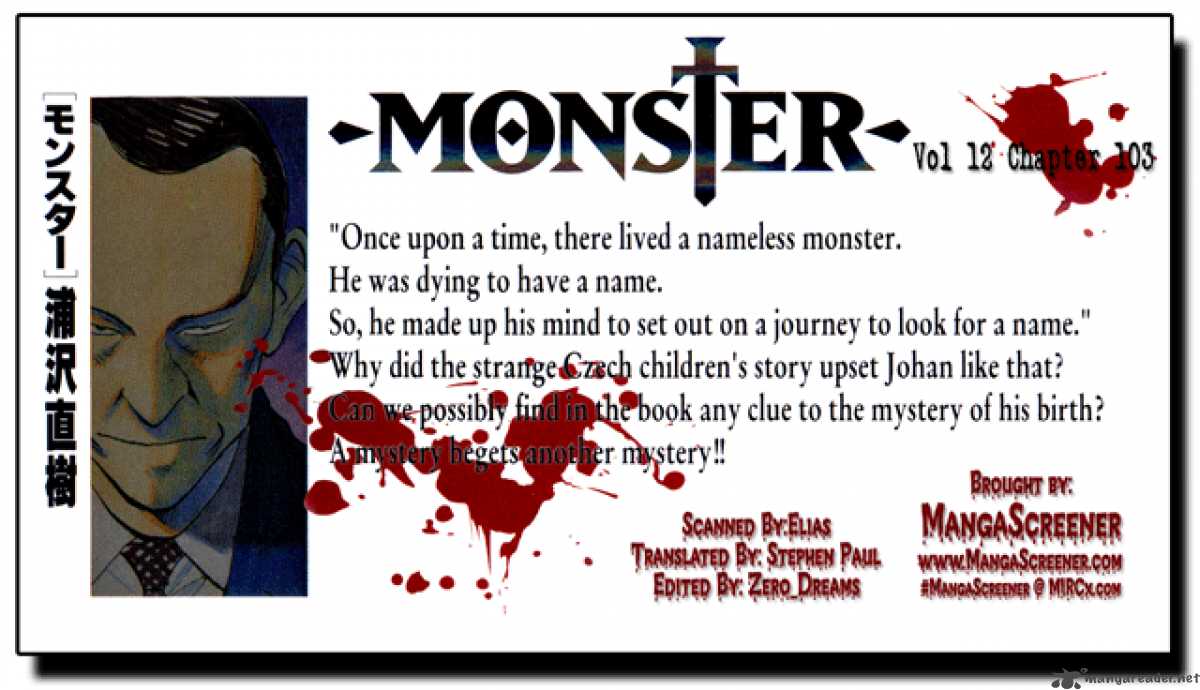 [モンスター] 浦沢直樹
-MONSTER-
Vol 12 Chapter 103
"Once upon a time, there lived a nameless monster.
He was dying to have a name.
So, he made up his mind to set out on a journey to look for a name."
Why did the strange Czech children's story upset Johan like that?
Can we possibly find in the book any clue to the mystery of his birth?
A mystery begets another mystery!!
Scanned By:Elias
Translated By: Stephen Paul
Edited By: Zero_Dreams
Brought by:
MangaScreener
www.MangaScreener.com
#MangaScreener @ MIRCx.com
mangareader.net